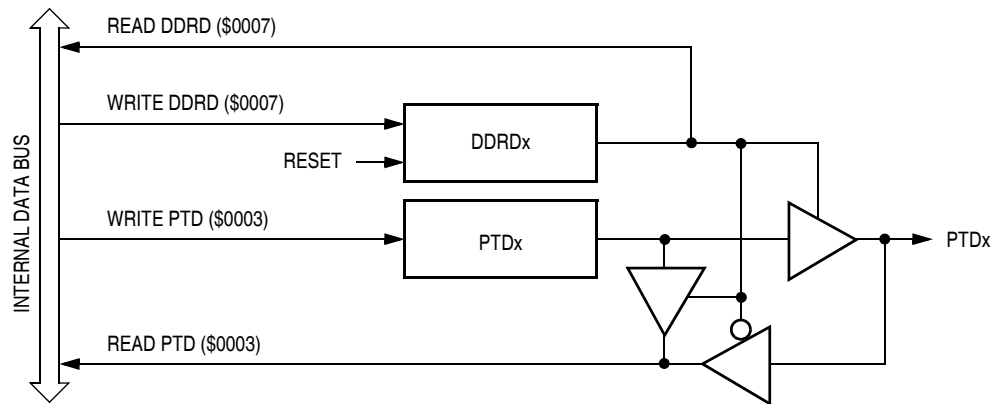 READ DDRD ($0007)
WRITE DDRD ($0007)
DDRDx
RESET
WRITE PTD ($0003)
PTDx
PTDx
READ PTD ($0003)
INTERNAL DATA BUS